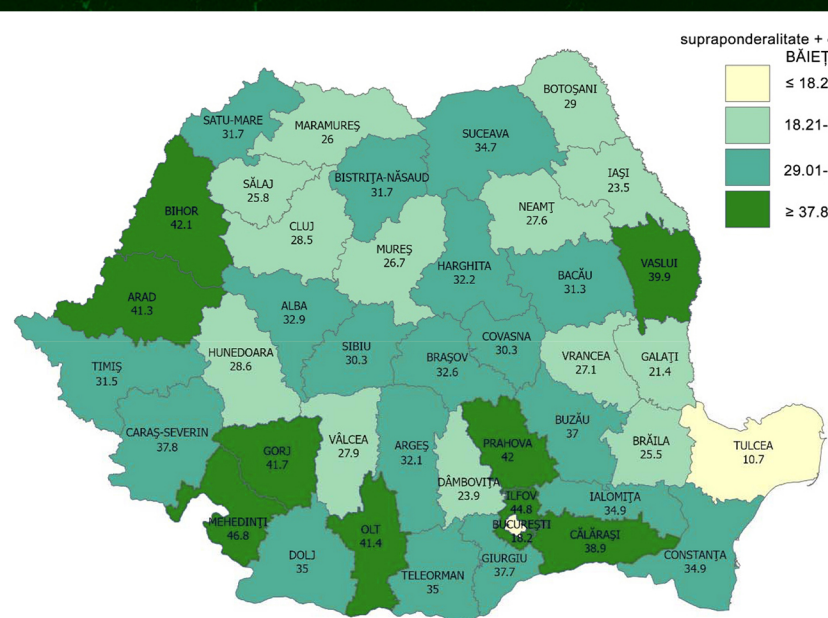 supraponderalitate +
≤ 18.2
18.21-
29.01-
≥ 37.8
BOTOȘANI
29
SATU-MARE
31.7
MARAMUREȘ
26
SUCEAVA
34.7
IAȘI
23.5
SĂLAJ
25.8
BISTRIȚA-NĂSAUD
31.7
NEAMȚ
27.6
BIHOR
42.1
CLUJ
28.5
MUREȘ
26.7
HARGHITA
32.2
BACĂU
31.3
VASLUI
39.9
ARAD
41.3
ALBA
32.9
SIBIU
30.3
BRAȘOV
32.6
COVASNA
30.3
VRANCEA
27.1
GALAȚI
21.4
TIMIȘ
31.5
HUNEDOARA
28.6
CARAȘ-SEVERIN
37.8
GORJ
41.7
VÂLCEA
27.9
ARGEȘ
32.1
PRAHOVA
42
BUZĂU
37
BRĂILA
25.5
TULCEA
10.7
DÂMBOVIȚA
23.9
ILFOV
44.8
IALOMIȚA
34.9
MEHEDINȚI
46.8
OLT
41.4
BUCUREȘTI
18.2
CĂLĂRAȘI
38.9
DOLJ
35
TELEORMAN
35
GIURGIU
37.7
CONSTANȚA
34.9